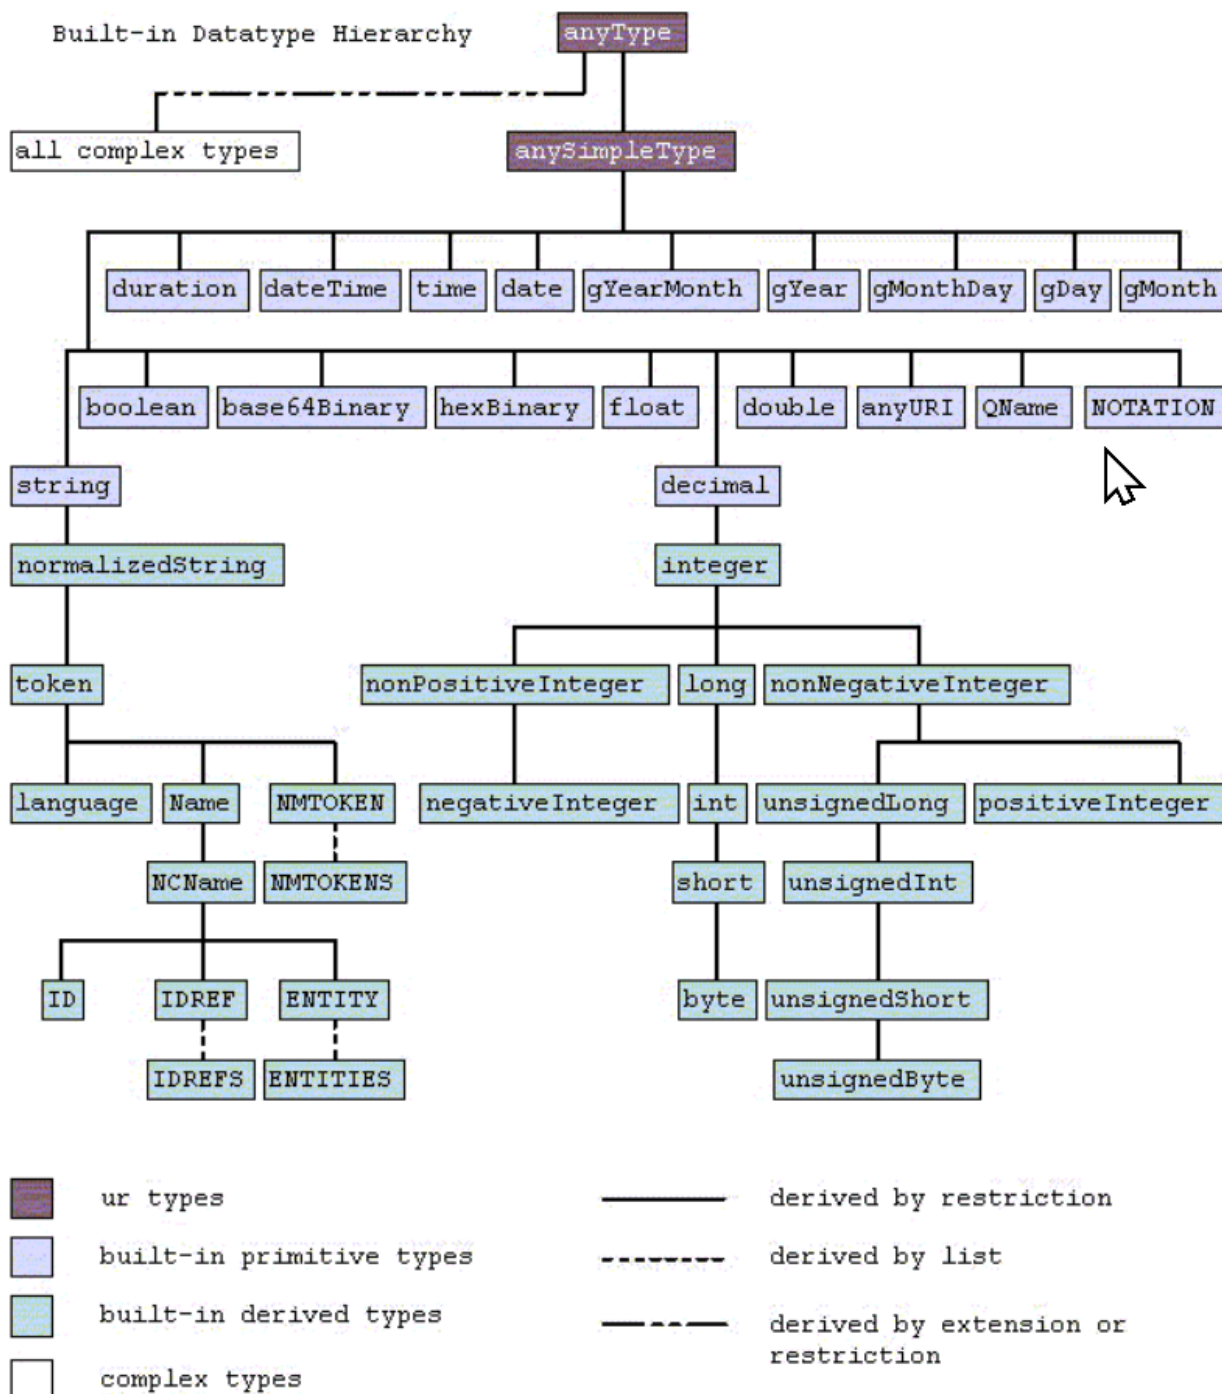 Built-in Datatype Hierarchy
anyType
all complex types
anySimpleType
duration dateTime time date gYearMonth gYear gMonthDay gDay gMonth
boolean base64Binary hexBinary float double anyURI QName NOTATION
string decimal
normalizedString integer
token nonPositiveInteger long nonNegativeInteger
language Name NMTOKEN negativeInteger int unsignedLong positiveInteger
NCName NMTOKENS short unsignedInt
ID IDREF ENTITY byte unsignedShort
IDREFS ENTITIES unsignedByte
ur types derived by restriction
built-in primitive types derived by list
built-in derived types derived by extension or
restriction
complex types